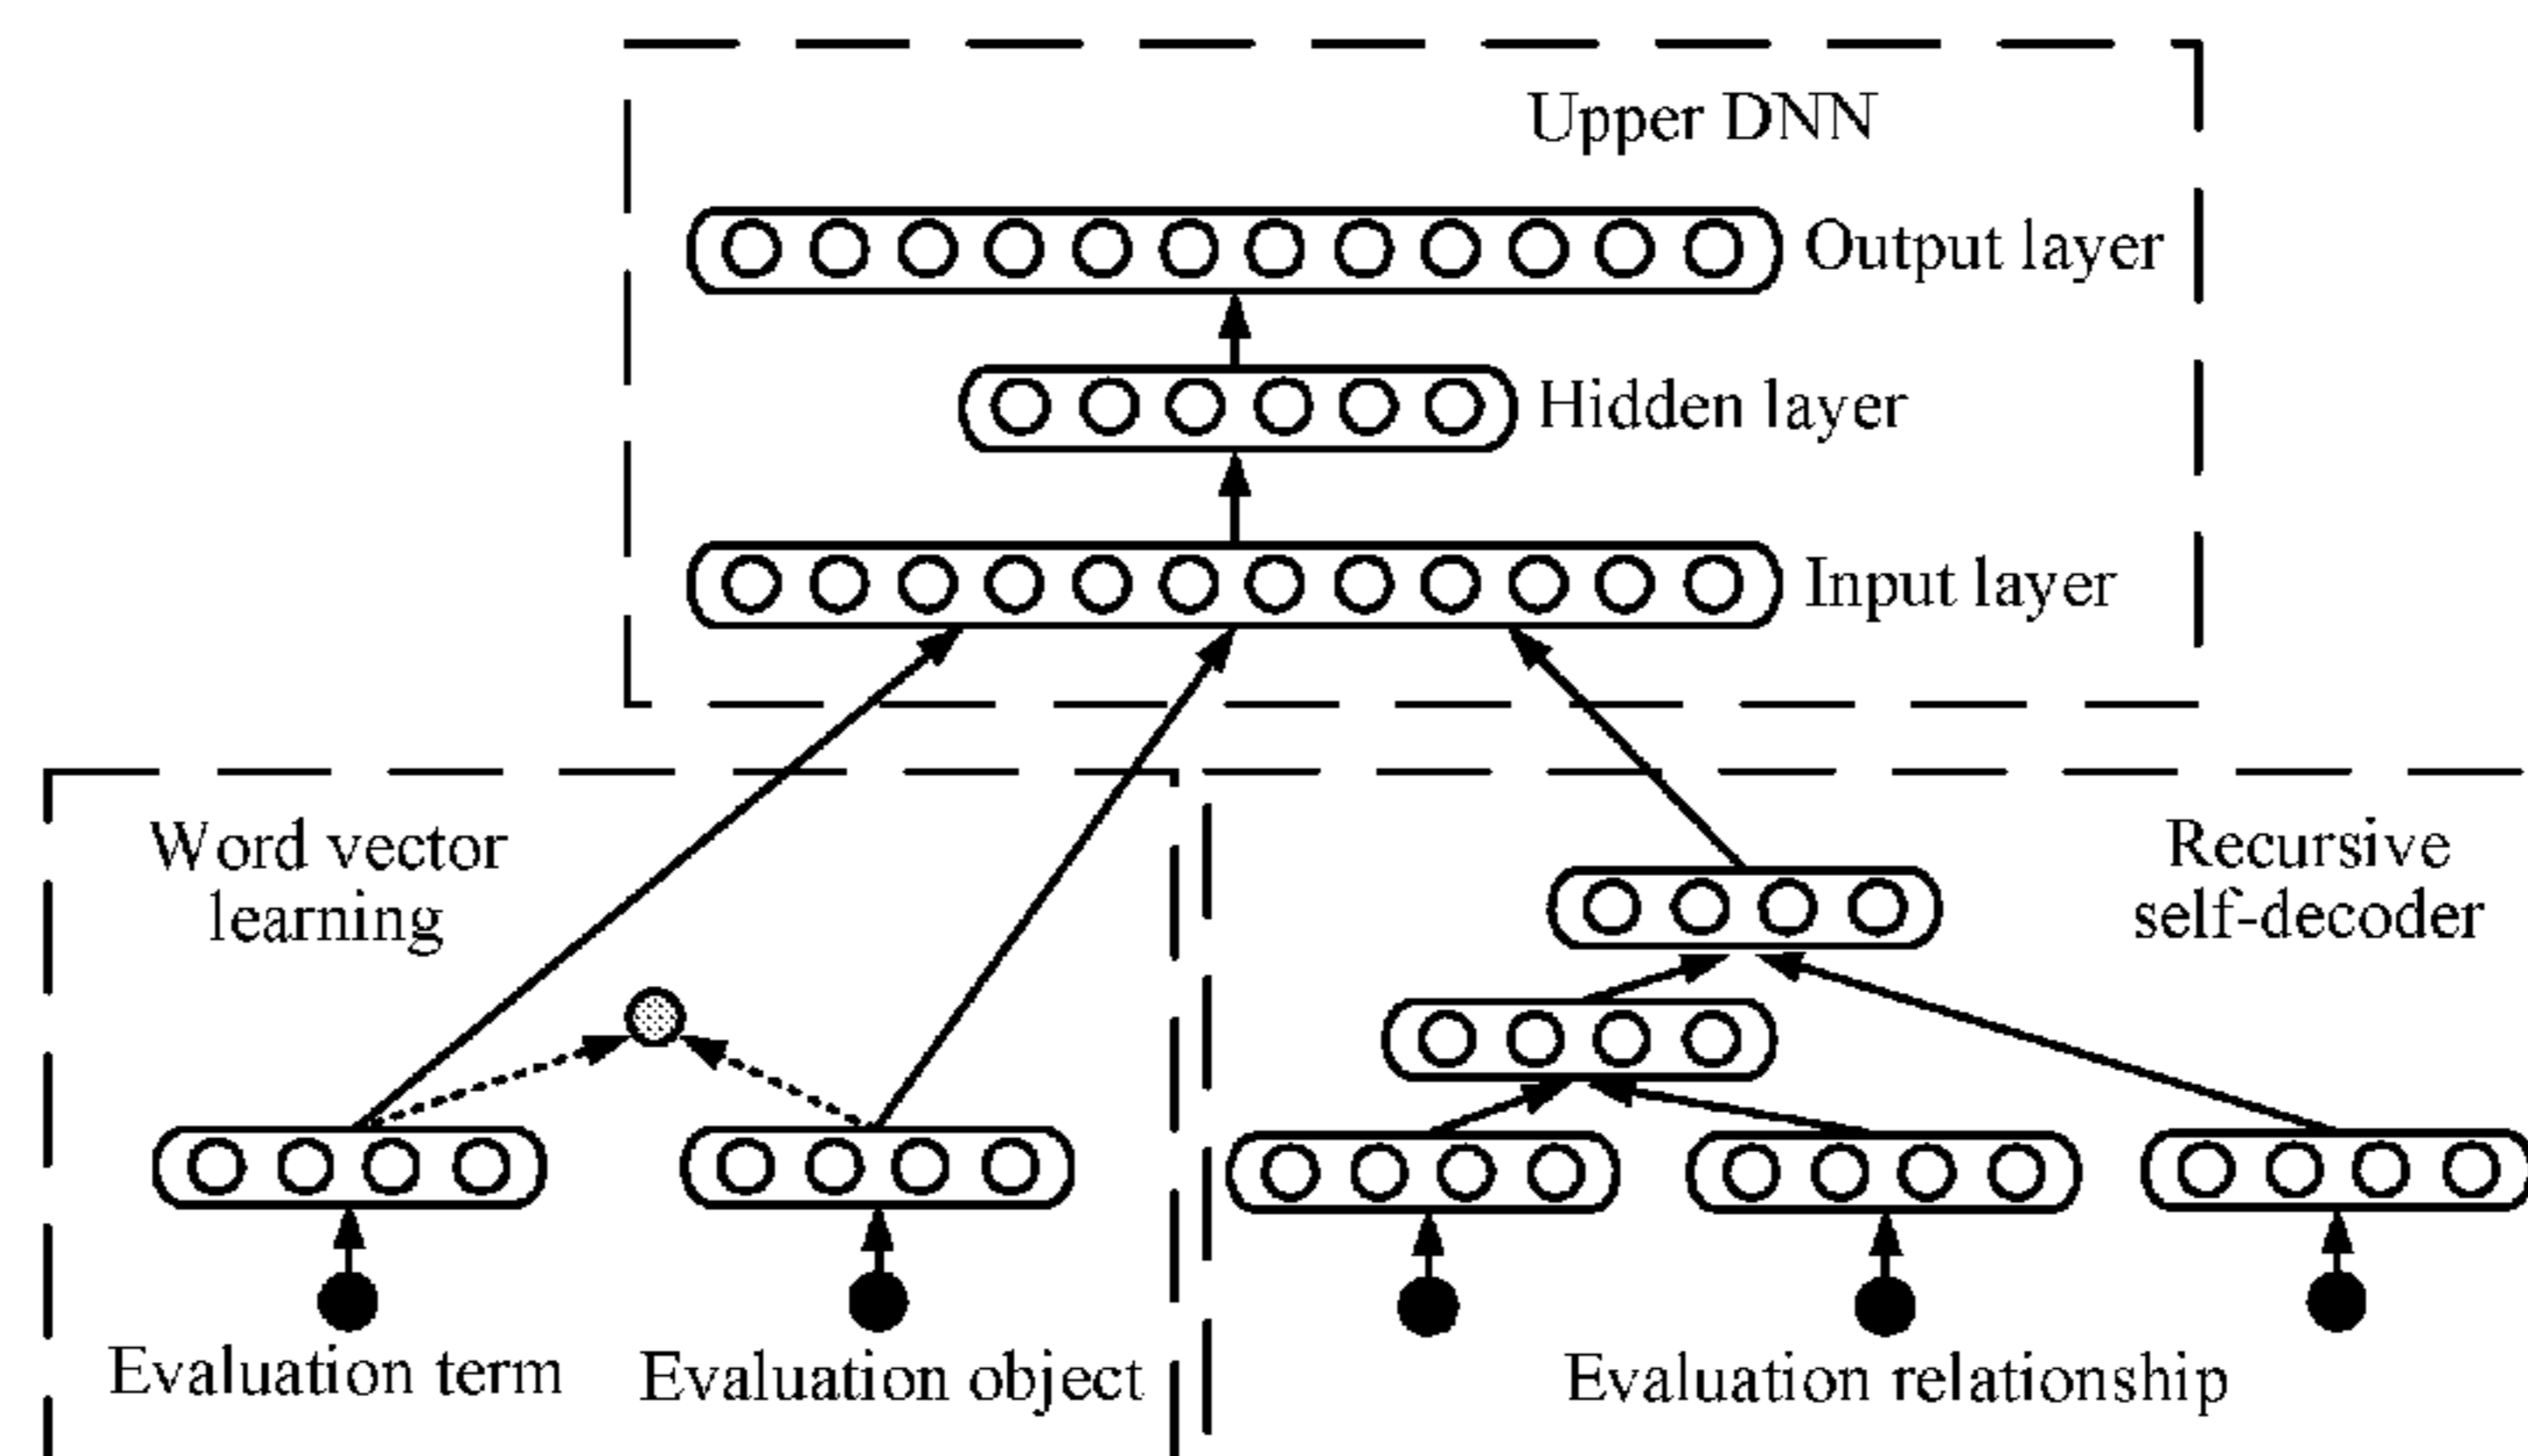 Upper DNN
Output layer
Hidden layer
Input layer
Word vector
learning
Recursive
self-decoder
Evaluation term
Evaluation object
Evaluation relationship